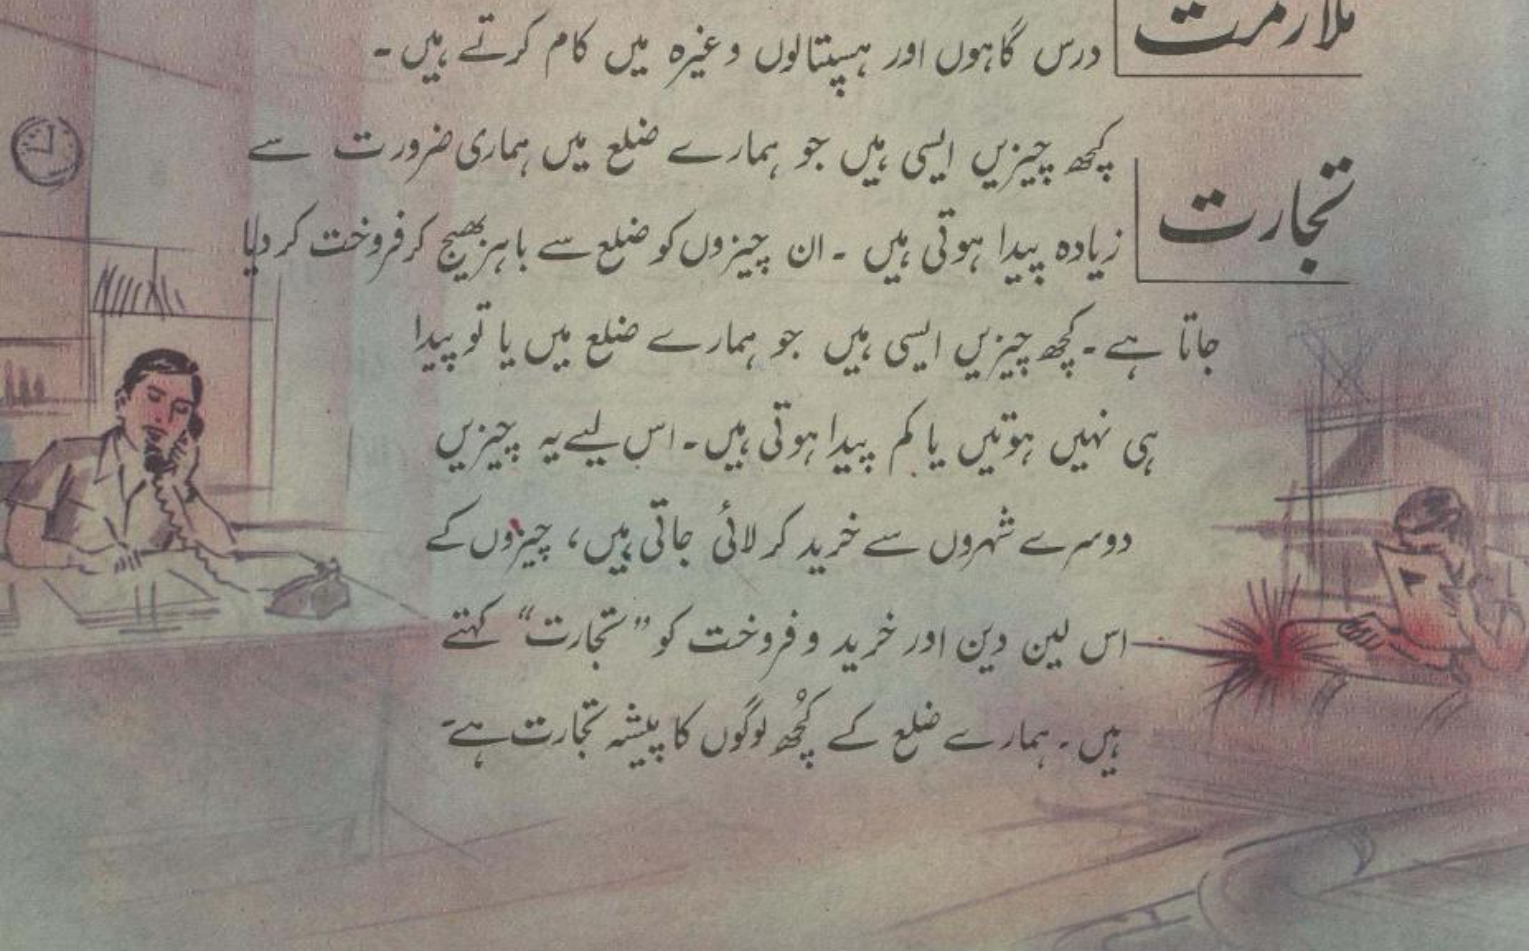 ملازمت
درس گاہوں اور ہسپتالوں وغیرہ میں کام کرتے ہیں۔
تجارت
کچھ چیزیں ایسی ہیں جو ہمارے ضلع میں ہماری ضرورت سے
زیادہ پیدا ہوتی ہیں۔ ان چیزوں کو ضلع سے باہر بھیج کر فروخت کر دیا
جاتا ہے۔ کچھ چیزیں ایسی ہیں جو ہمارے ضلع میں یا تو پیدا
ہی نہیں ہوتیں یا کم پیدا ہوتی ہیں۔ اس لیے یہ چیزیں
دوسرے شہروں سے خرید کر لائی جاتی ہیں، چیزوں کے
اس لین دین اور خرید و فروخت کو "تجارت" کہتے
ہیں۔ ہمارے ضلع کے کچُھ لوگوں کا پیشہ تجارت ہے۔